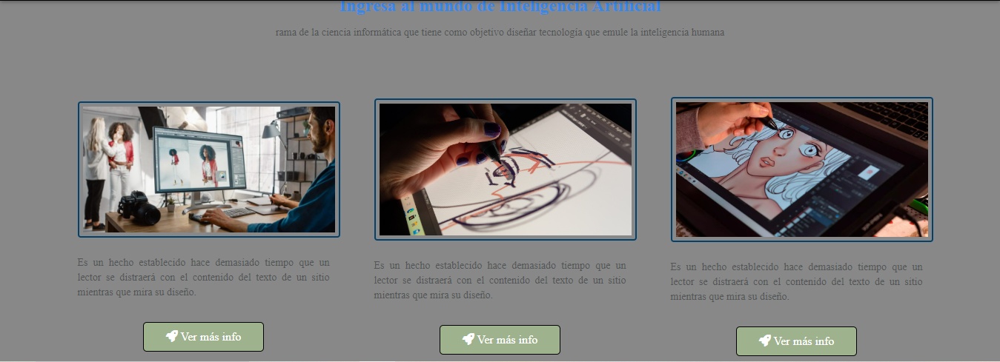 Ingresa al mundo de Inteligencia Artificial
rama de la ciencia informática que tiene como objetivo diseñar tecnología que emule la inteligencia humana
Es un hecho establecido hace demasiado tiempo que un
lector se distraerá con el contenido del texto de un sitio
mientras que mira su diseño.
Ver más info
Es un hecho establecido hace demasiado tiempo que un
lector se distraerá con el contenido del texto de un sitio
mientras que mira su diseño.
Ver más info
Es un hecho establecido hace demasiado tiempo que un
lector se distraerá con el contenido del texto de un sitio
mientras que mira su diseño.
Ver más info